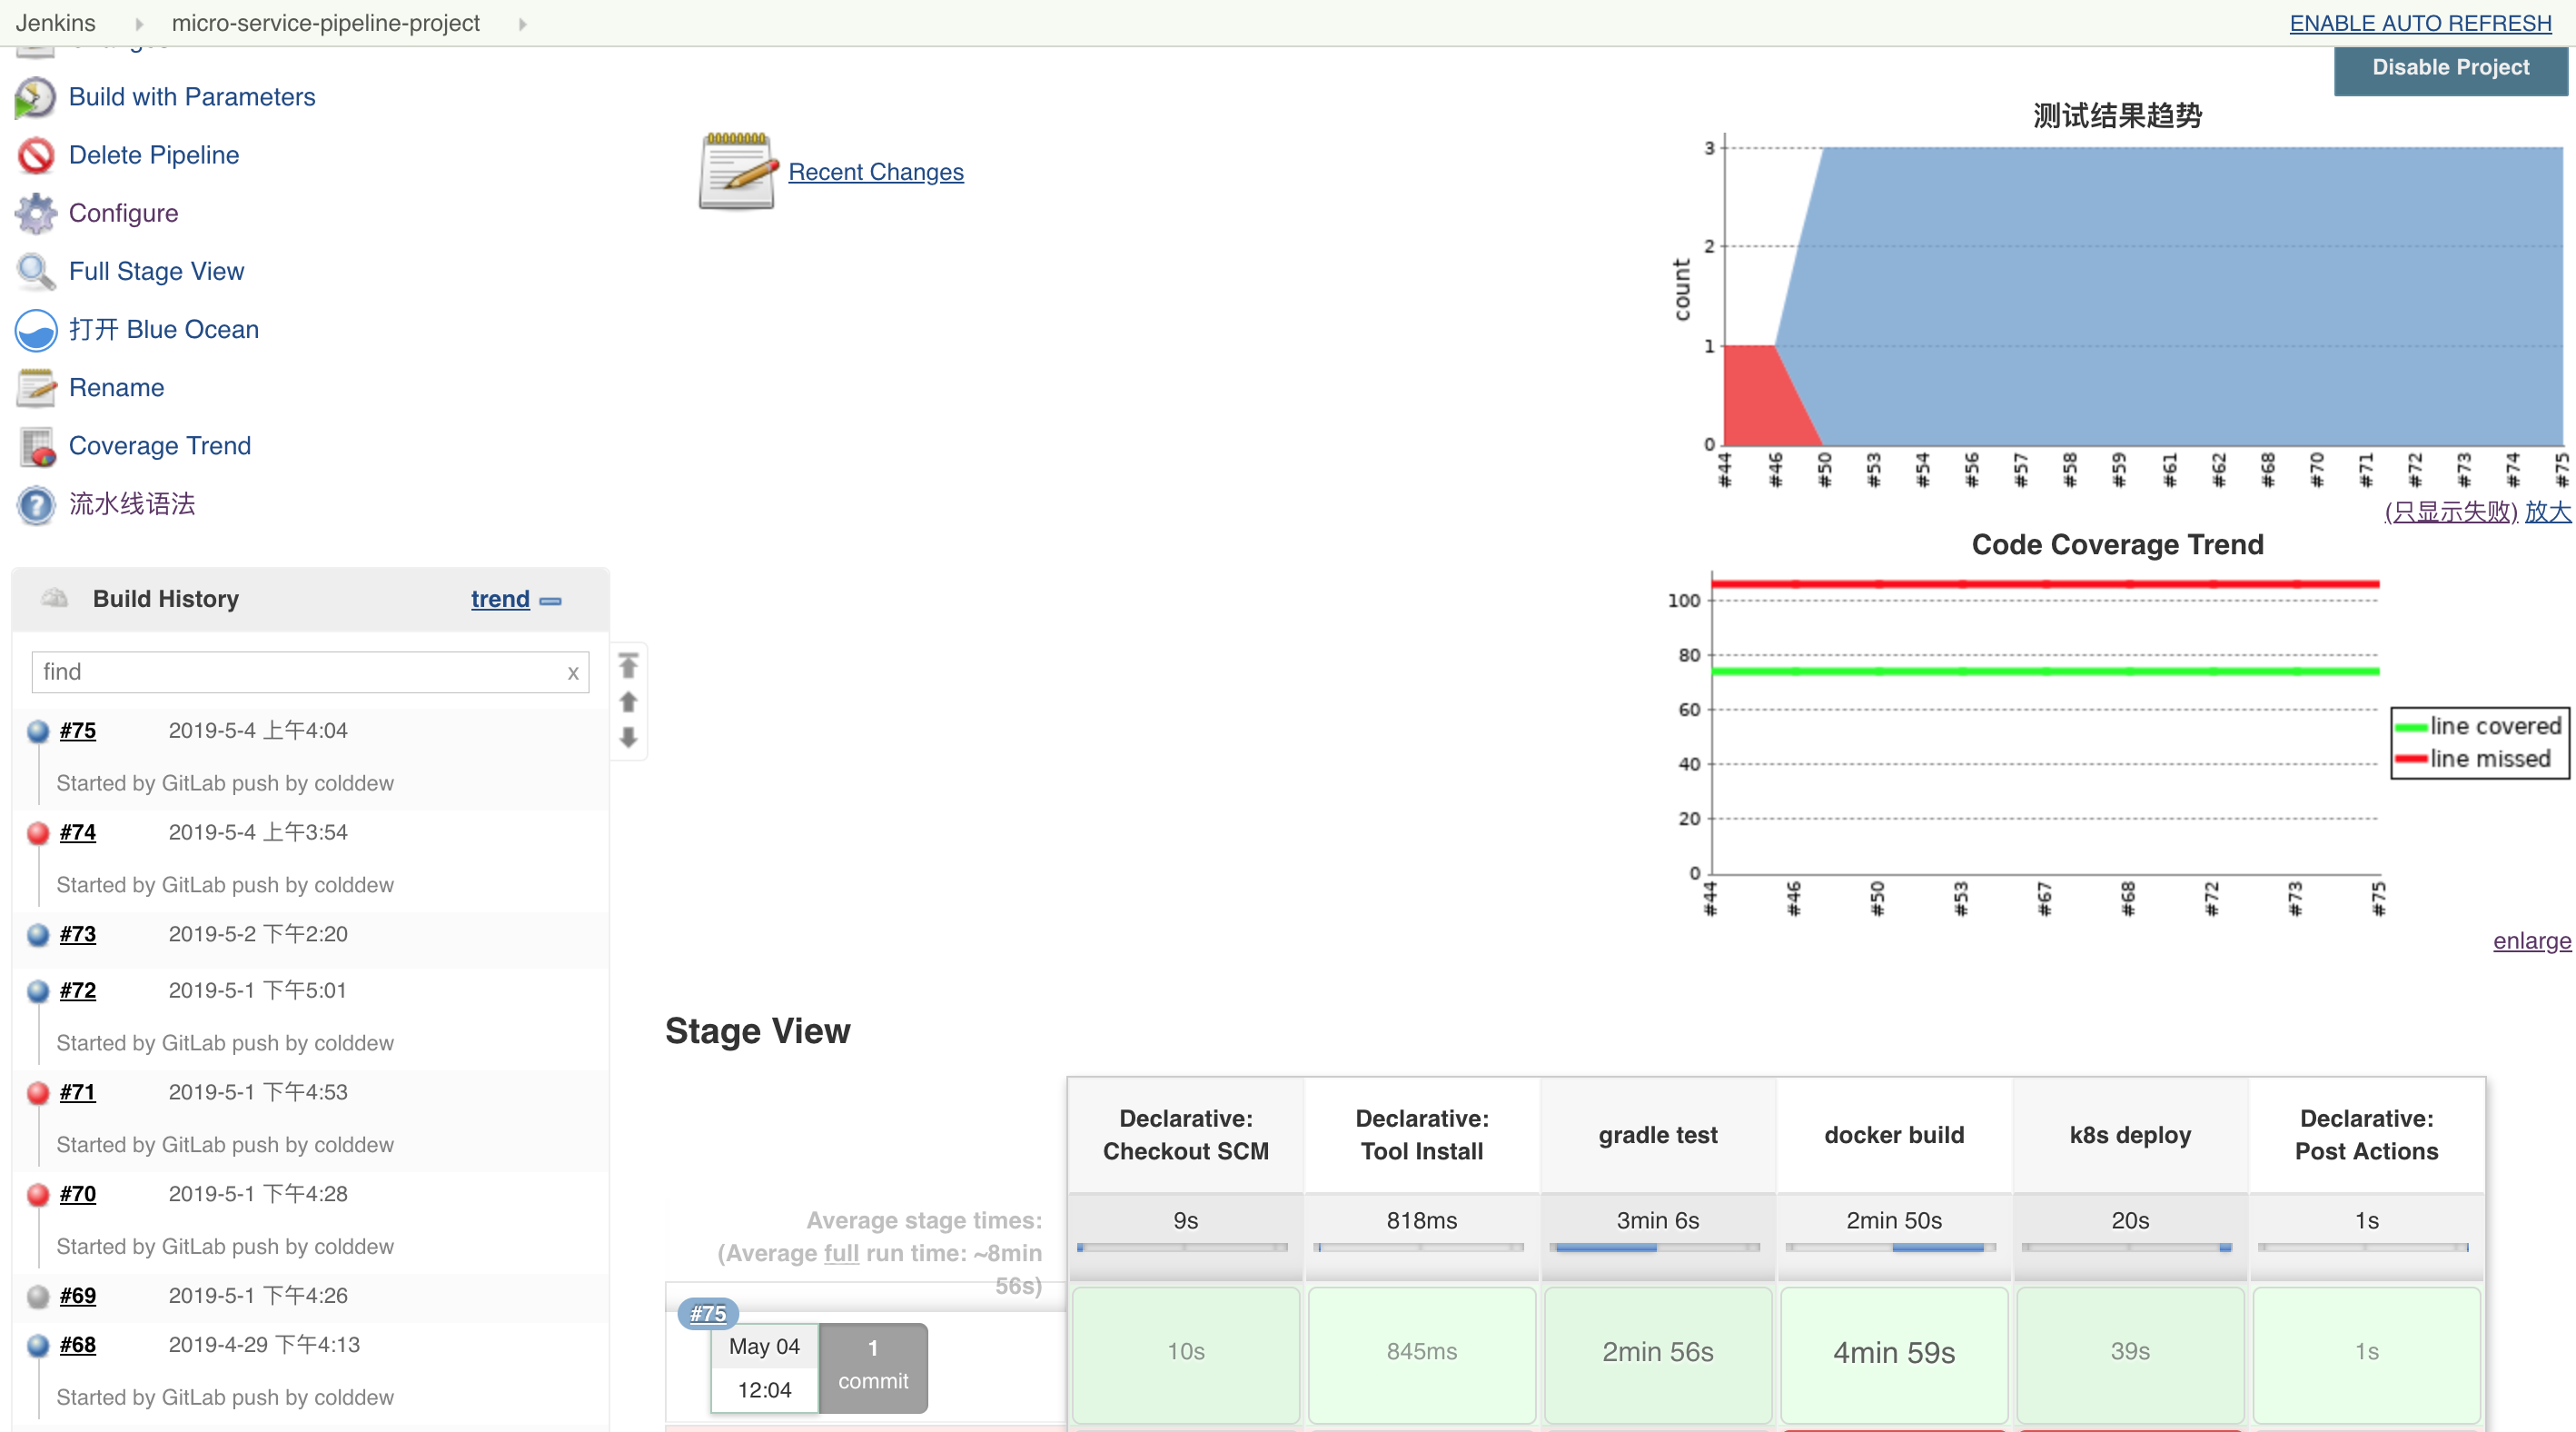 Jenkins micro-service-pipeline-project ENABLE AUTO REFRESH
Disable Project
Build with Parameters
Delete Pipeline
Configure
Full Stage View
打开 Blue Ocean
Rename
Coverage Trend
流水线语法
Recent Changes
测试结果趋势
count
3
2
1
0
#44 #46 #50 #53 #54 #56 #57 #58 #59 #61 #62 #68 #70 #71 #72 #73 #74 #75
(只显示失败) 放大
Code Coverage Trend
100
80
60
40
20
0
#44 #46 #50 #53 #67 #68 #72 #73 #75
line covered
line missed
enlarge
Build History trend
find x
#75 2019-5-4 上午4:04
Started by GitLab push by colddew
#74 2019-5-4 上午3:54
Started by GitLab push by colddew
#73 2019-5-2 下午2:20
#72 2019-5-1 下午5:01
Started by GitLab push by colddew
#71 2019-5-1 下午4:53
Started by GitLab push by colddew
#70 2019-5-1 下午4:28
Started by GitLab push by colddew
#69 2019-5-1 下午4:26
#68 2019-4-29 下午4:13
Started by GitLab push by colddew
Stage View
Declarative: Checkout SCM
Declarative: Tool Install
gradle test
docker build
k8s deploy
Declarative: Post Actions
Average stage times:
(Average full run time: ~8min
56s)
9s 818ms 3min 6s 2min 50s 20s 1s
#75
May 04
12:04
1
commit
10s 845ms 2min 56s 4min 59s 39s 1s